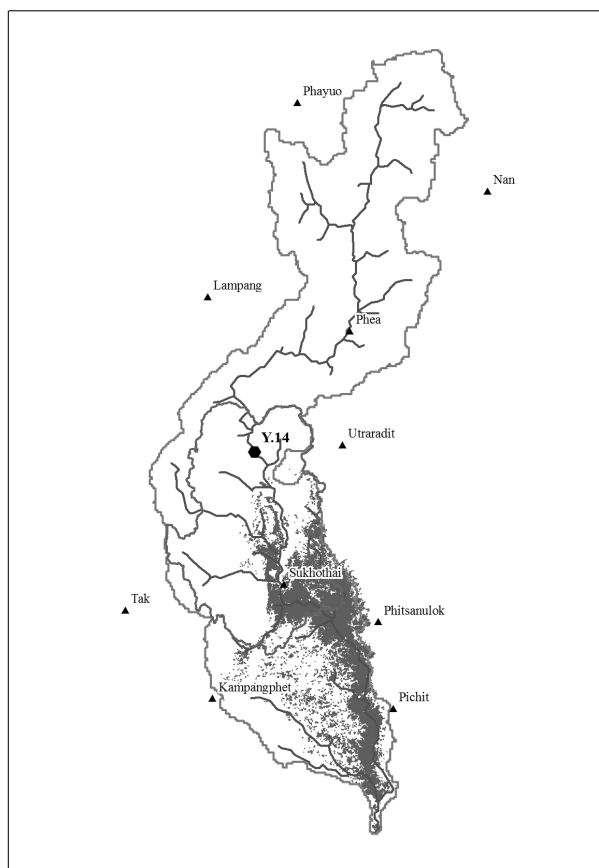 Phayuo
Nan
Lampang
Phea
Y.14
Utraradit
Sukhothai
Tak
Phitsanulok
Kampangphet
Pichit